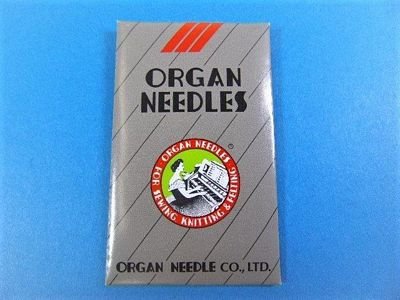 ORGAN
NEEDLES
®
ORGAN NEEDLES
FOR SEWING KNITTING & FELTING
ORGAN NEEDLE CO., LTD.